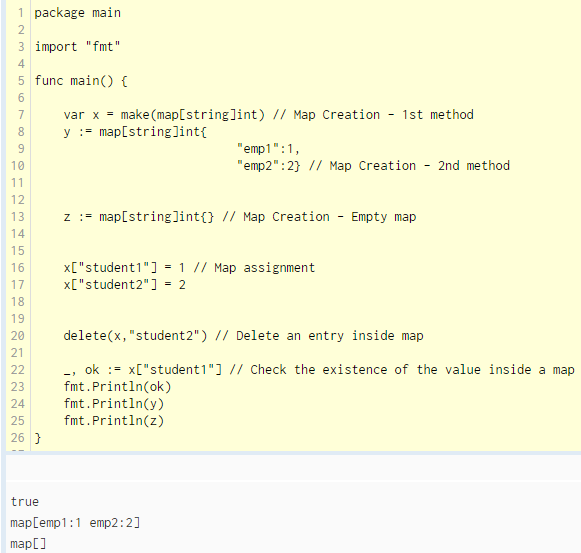 1 package main
2
3 import "fmt"
4
5 func main() {
6
7 var x = make(map[string]int) // Map Creation - 1st method
8 y := map[string]int{
9 "emp1":1,
10 "emp2":2} // Map Creation - 2nd method
11
12
13 z := map[string]int{} // Map Creation - Empty map
14
15
16 x["student1"] = 1 // Map assignment
17 x["student2"] = 2
18
19
20 delete(x,"student2") // Delete an entry inside map
21
22 _, ok := x["student1"] // Check the existence of the value inside a map
23 fmt.Println(ok)
24 fmt.Println(y)
25 fmt.Println(z)
26 }
true
map[emp1:1 emp2:2]
map[]